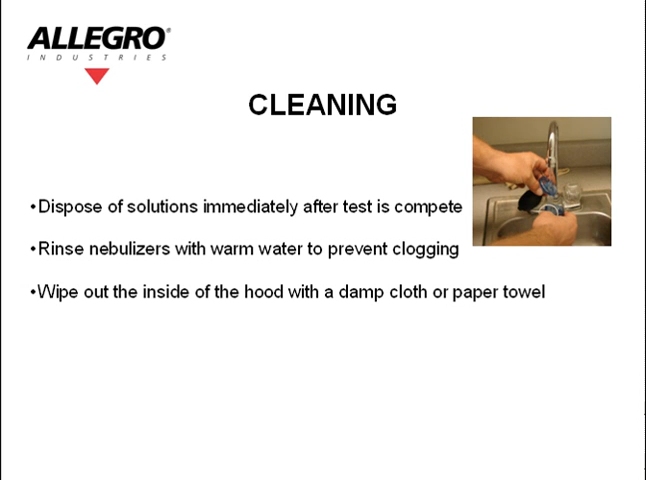 ALLEGRO®
INDUSTRIES
CLEANING
•Dispose of solutions immediately after test is compete
•Rinse nebulizers with warm water to prevent clogging
•Wipe out the inside of the hood with a damp cloth or paper towel